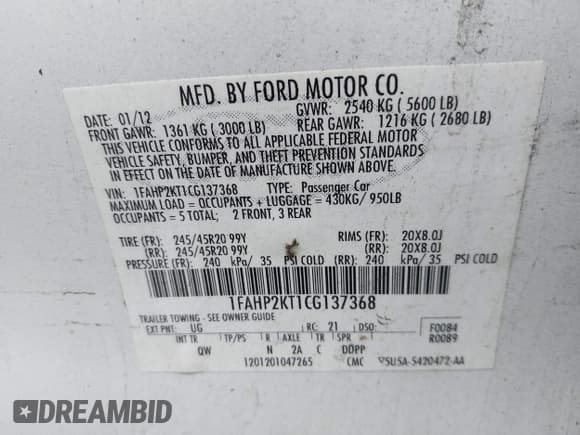 MFD. BY FORD MOTOR CO.
DATE: 01/12 GVWR: 2540 KG ( 5600 LB)
FRONT GAWR: 1361 KG ( 3000 LB) REAR GAWR: 1216 KG ( 2680 LB)
THIS VEHICLE CONFORMS TO ALL APPLICABLE FEDERAL MOTOR
VEHICLE SAFETY, BUMPER, AND THEFT PREVENTION STANDARDS
IN EFFECT ON THE DATE OF MANUFACTURE SHOWN ABOVE.
VIN: 1FAHP2KT1CG137368 TYPE: Passenger Car
MAXIMUM LOAD = OCCUPANTS + LUGGAGE = 430KG/ 950LB
OCCUPANTS = 5 TOTAL; 2 FRONT, 3 REAR
TIRE (FR): 245/45R20 99Y RIMS (FR): 20X8.0J
(RR): 245/45R20 99Y (RR): 20X8.0J
PRESSURE (FR): 240 kPa/ 35 PSI COLD (RR): 240 kPa/ 35 PSI COLD
1FAHP2KT1CG137368
TRAILER TOWING - SEE OWNER GUIDE
EXT PNT: UG RC: 21 DSO: F0084
INT TR TP/PS R AXLE TR SPR R0089
QW N 2A C DDPP
1201201047265 CMC 5U5A-5420472-AA
©DREAMBID